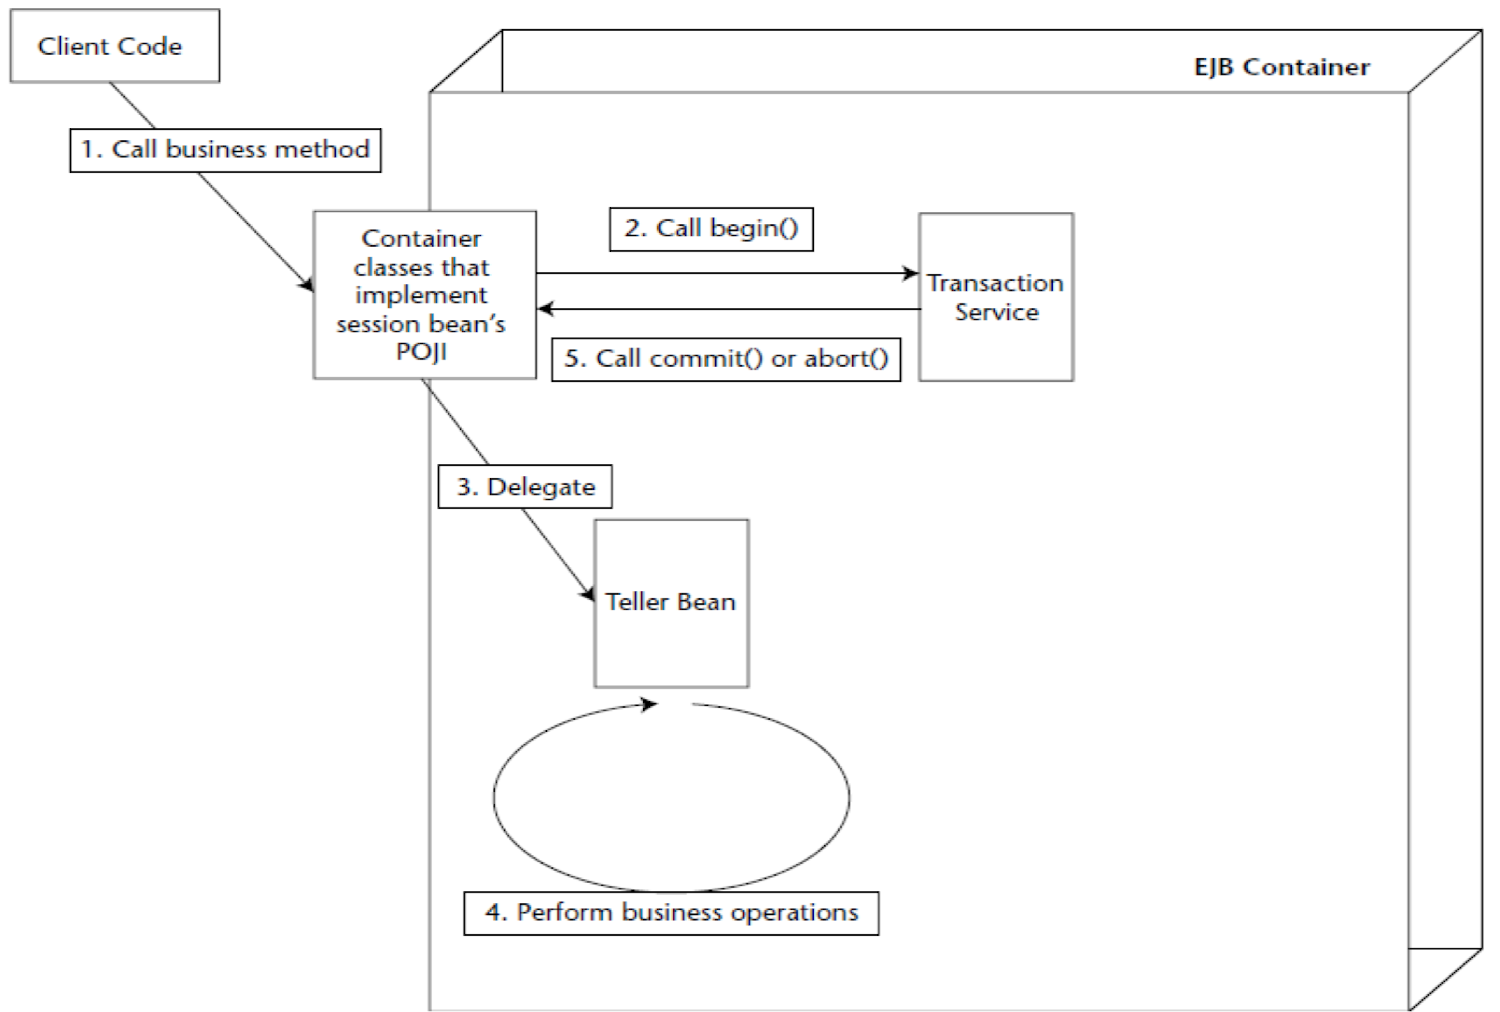 Client Code
EJB Container
1. Call business method
Container
classes that
implement
session bean's
POJI
2. Call begin()
Transaction
Service
5. Call commit() or abort()
3. Delegate
Teller Bean
4. Perform business operations